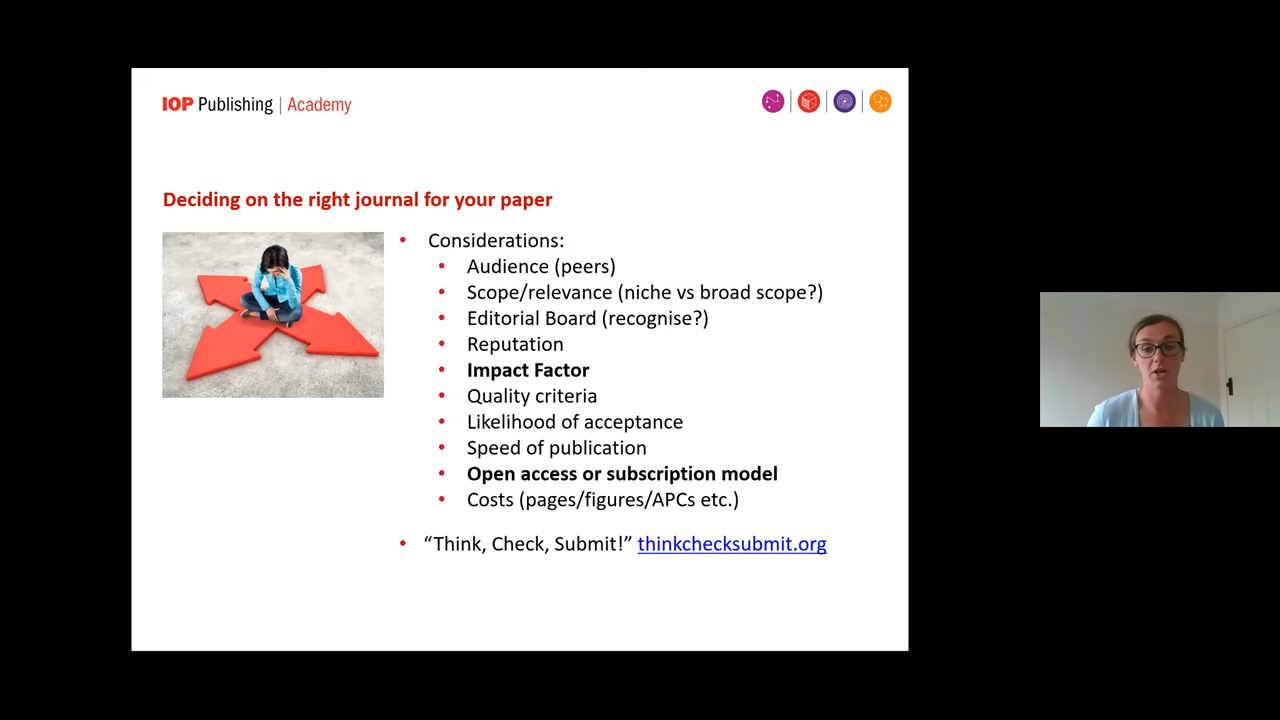 IOP Publishing | Academy
Deciding on the right journal for your paper
• Considerations:
• Audience (peers)
• Scope/relevance (niche vs broad scope?)
• Editorial Board (recognise?)
• Reputation
• Impact Factor
• Quality criteria
• Likelihood of acceptance
• Speed of publication
• Open access or subscription model
• Costs (pages/figures/APCs etc.)
• “Think, Check, Submit!” thinkchecksubmit.org